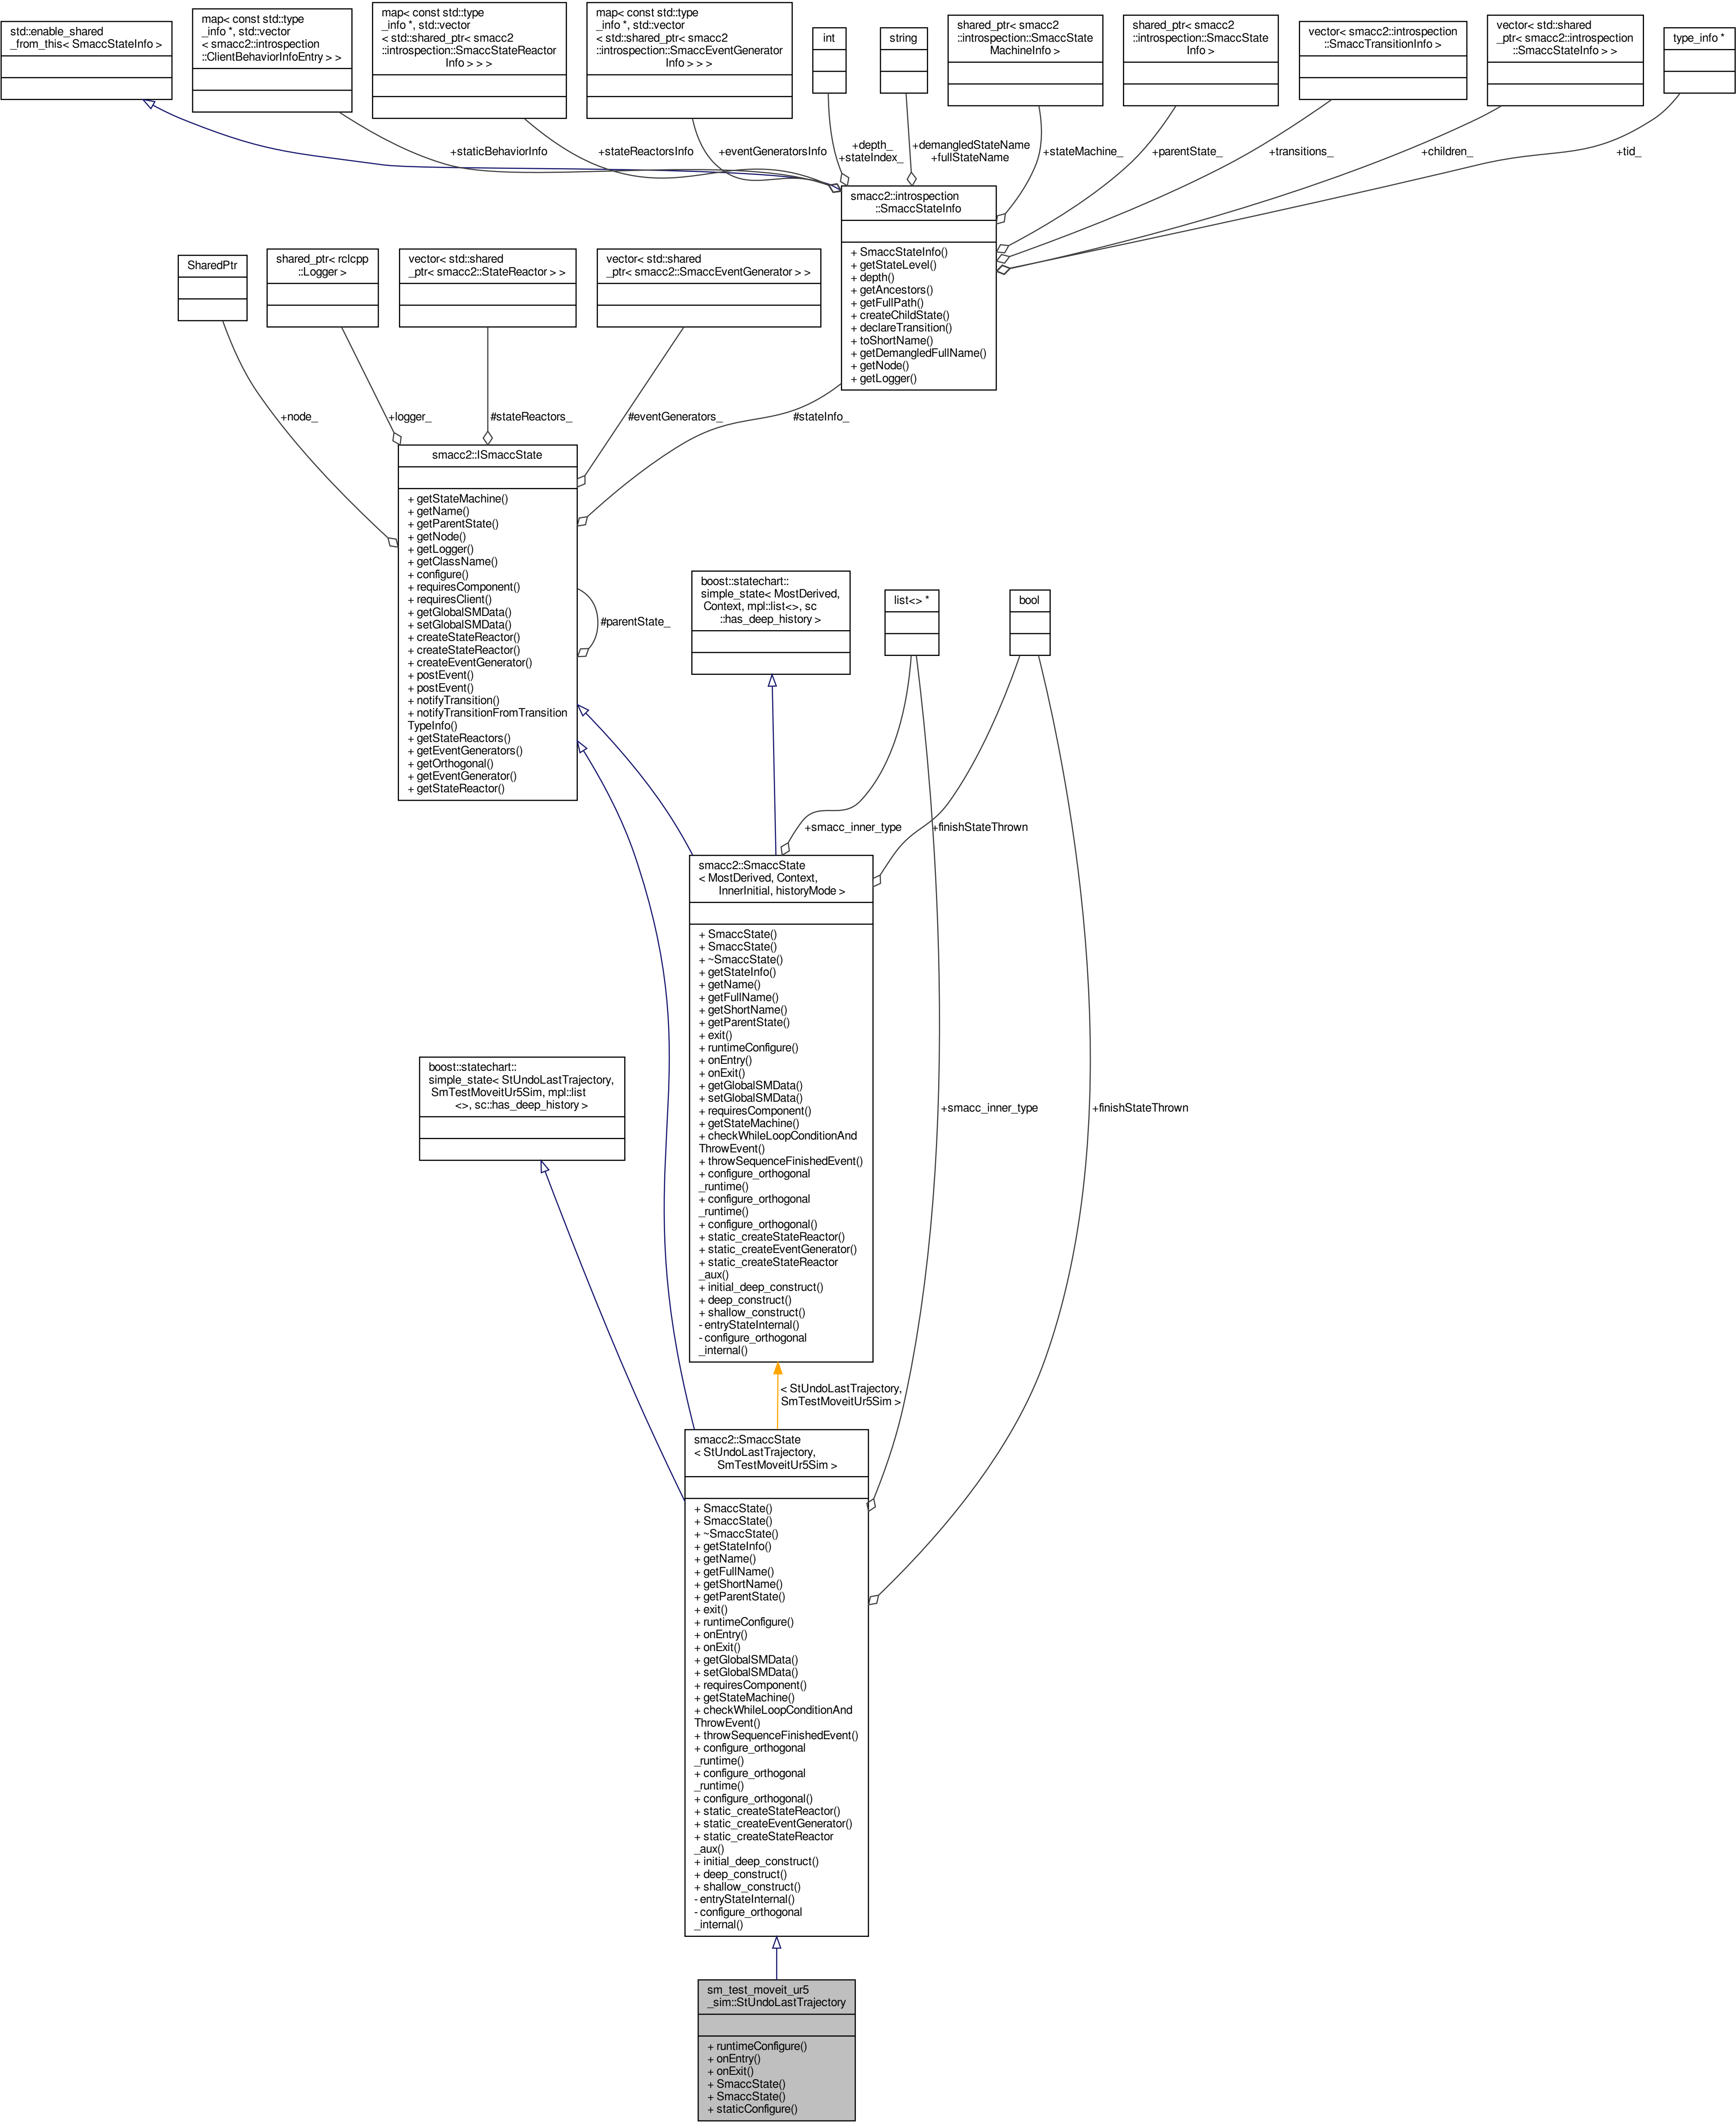 std::enable_shared
_from_this< SmaccStateInfo >
map< const std::type
_info *, std::vector
< smacc2::introspection
::ClientBehaviorInfoEntry > >
map< const std::type
_info *, std::vector
< std::shared_ptr< smacc2
::introspection::SmaccStateReactor
Info > > >
map< const std::type
_info *, std::vector
< std::shared_ptr< smacc2
::introspection::SmaccEventGenerator
Info > > >
int
string
shared_ptr< smacc2
::introspection::SmaccState
MachineInfo >
shared_ptr< smacc2
::introspection::SmaccState
Info >
vector< smacc2::introspection
::SmaccTransitionInfo >
vector< std::shared
_ptr< smacc2::introspection
::SmaccStateInfo > >
type_info *
+staticBehaviorInfo
+stateReactorsInfo
+eventGeneratorsInfo
+depth_
+stateIndex_
+demangledStateName
+fullStateName
+stateMachine_
+parentState_
+transitions_
+children_
+tid_
smacc2::introspection
::SmaccStateInfo
+ SmaccStateInfo()
+ getStateLevel()
+ depth()
+ getAncestors()
+ getFullPath()
+ createChildState()
+ declareTransition()
+ toShortName()
+ getDemangledFullName()
+ getNode()
+ getLogger()
SharedPtr
shared_ptr< rclcpp
::Logger >
vector< std::shared
_ptr< smacc2::StateReactor > >
vector< std::shared
_ptr< smacc2::SmaccEventGenerator > >
+node_
+logger_
#stateReactors_
#eventGenerators_
#stateInfo_
smacc2::ISmaccState
+ getStateMachine()
+ getName()
+ getParentState()
+ getNode()
+ getLogger()
+ getClassName()
+ configure()
+ requiresComponent()
+ requiresClient()
+ getGlobalSMData()
+ setGlobalSMData()
+ createStateReactor()
+ createStateReactor()
+ createEventGenerator()
+ postEvent()
+ postEvent()
+ notifyTransition()
+ notifyTransitionFromTransition
TypeInfo()
+ getStateReactors()
+ getEventGenerators()
+ getOrthogonal()
+ getEventGenerator()
+ getStateReactor()
#parentState_
boost::statechart::
simple_state< MostDerived,
Context, mpl::list<>, sc
::has_deep_history >
list<> *
bool
+smacc_inner_type
+finishStateThrown
smacc2::SmaccState
< MostDerived, Context,
InnerInitial, historyMode >
+ SmaccState()
+ SmaccState()
+ ~SmaccState()
+ getStateInfo()
+ getName()
+ getFullName()
+ getShortName()
+ getParentState()
+ exit()
+ runtimeConfigure()
+ onEntry()
+ onExit()
+ getGlobalSMData()
+ setGlobalSMData()
+ requiresComponent()
+ getStateMachine()
+ checkWhileLoopConditionAnd
ThrowEvent()
+ throwSequenceFinishedEvent()
+ configure_orthogonal
_runtime()
+ configure_orthogonal
_runtime()
+ configure_orthogonal()
+ static_createStateReactor()
+ static_createEventGenerator()
+ static_createStateReactor
_aux()
+ initial_deep_construct()
+ deep_construct()
+ shallow_construct()
- entryStateInternal()
- configure_orthogonal
_internal()
boost::statechart::
simple_state< StUndoLastTrajectory,
SmTestMoveitUr5Sim, mpl::list
<>, sc::has_deep_history >
+smacc_inner_type
+finishStateThrown
< StUndoLastTrajectory,
SmTestMoveitUr5Sim >
smacc2::SmaccState
< StUndoLastTrajectory,
SmTestMoveitUr5Sim >
+ SmaccState()
+ SmaccState()
+ ~SmaccState()
+ getStateInfo()
+ getName()
+ getFullName()
+ getShortName()
+ getParentState()
+ exit()
+ runtimeConfigure()
+ onEntry()
+ onExit()
+ getGlobalSMData()
+ setGlobalSMData()
+ requiresComponent()
+ getStateMachine()
+ checkWhileLoopConditionAnd
ThrowEvent()
+ throwSequenceFinishedEvent()
+ configure_orthogonal
_runtime()
+ configure_orthogonal
_runtime()
+ configure_orthogonal()
+ static_createStateReactor()
+ static_createEventGenerator()
+ static_createStateReactor
_aux()
+ initial_deep_construct()
+ deep_construct()
+ shallow_construct()
- entryStateInternal()
- configure_orthogonal
_internal()
sm_test_moveit_ur5
_sim::StUndoLastTrajectory
+ runtimeConfigure()
+ onEntry()
+ onExit()
+ SmaccState()
+ SmaccState()
+ staticConfigure()